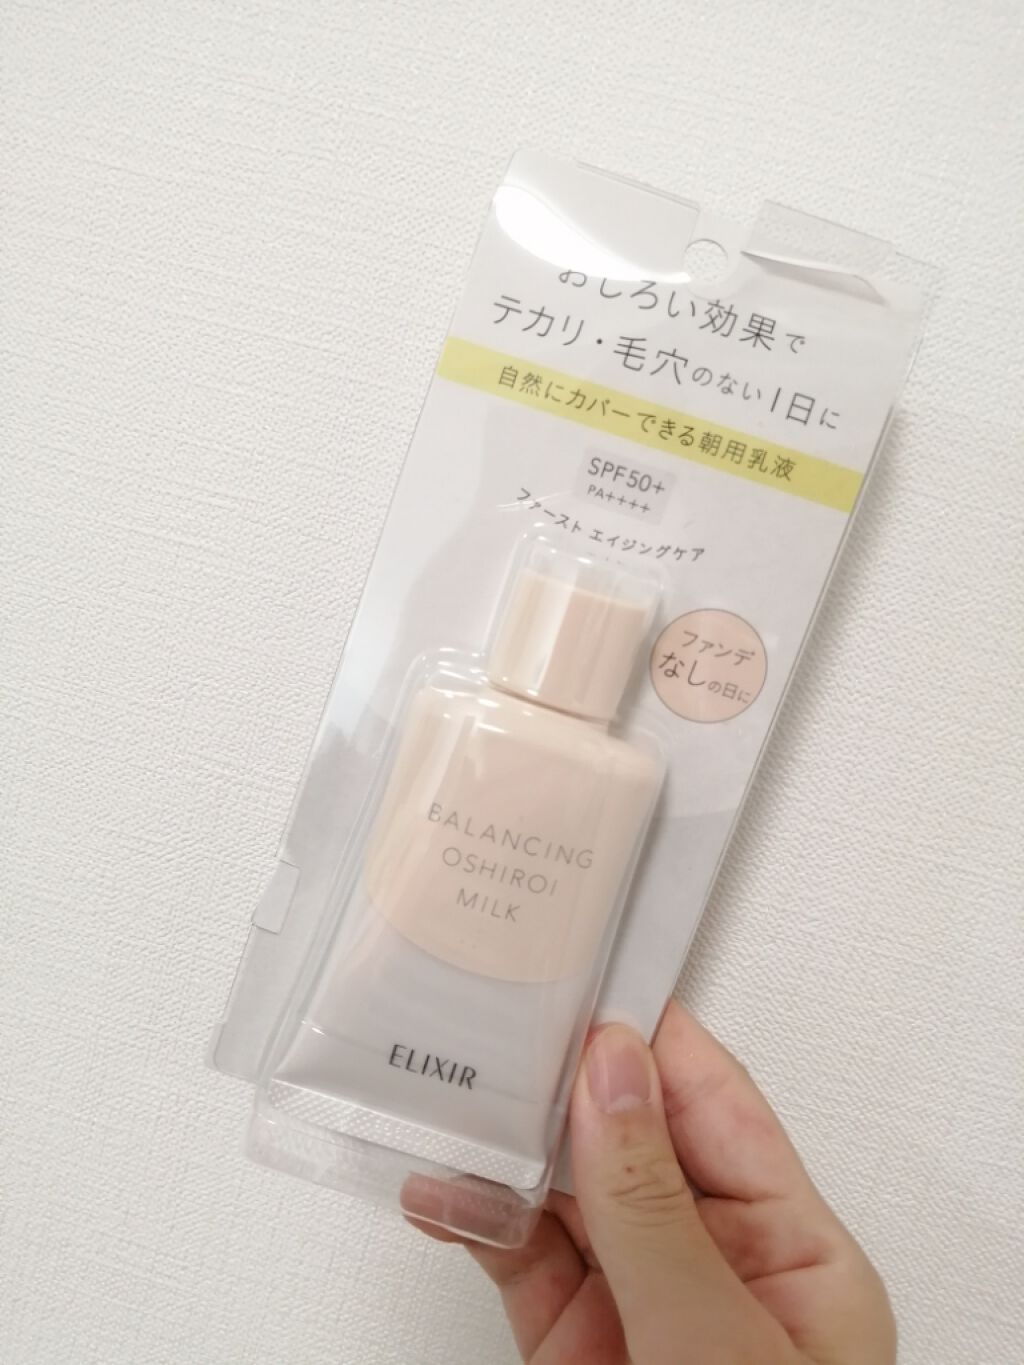 おしろい効果で
テカリ・毛穴のない1日に
自然にカバーできる朝用乳液
SPF50+
PA++++
ファースト エイジングケア
ファンデ
なしの日に
BALANCING
OSHIROI
MILK
ELIXIR